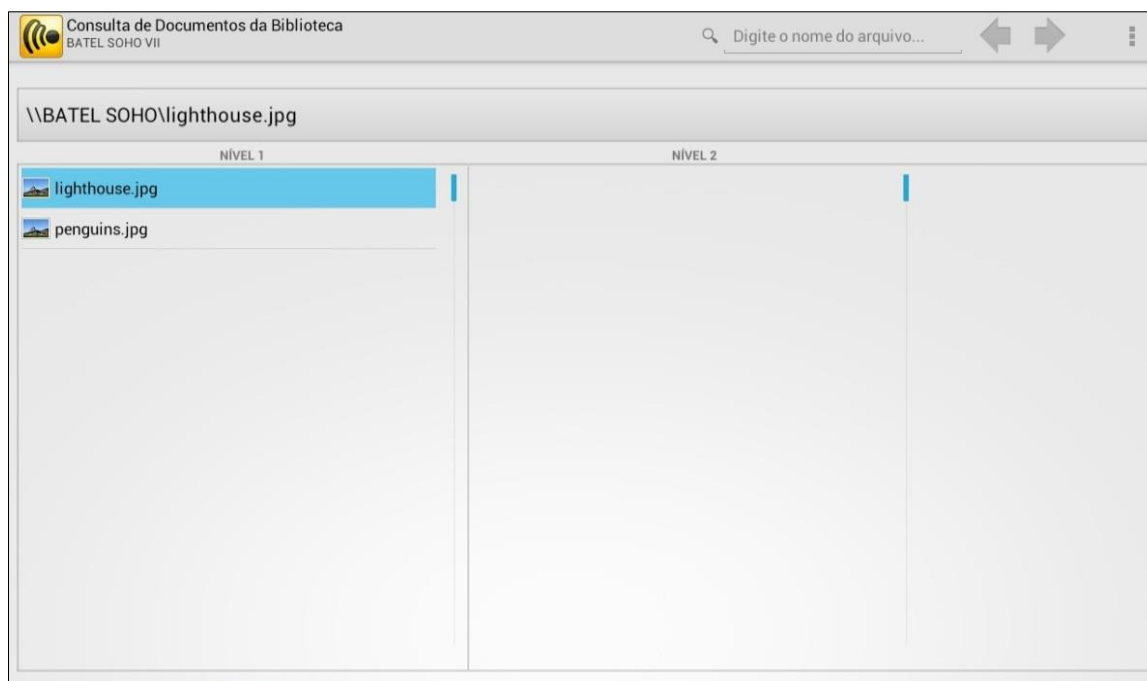 Consulta de Documentos da Biblioteca
BATEL SOHO VII
Digite o nome do arquivo...
\\BATEL SOHO\lighthouse.jpg
NÍVEL 1
NÍVEL 2
lighthouse.jpg
penguins.jpg